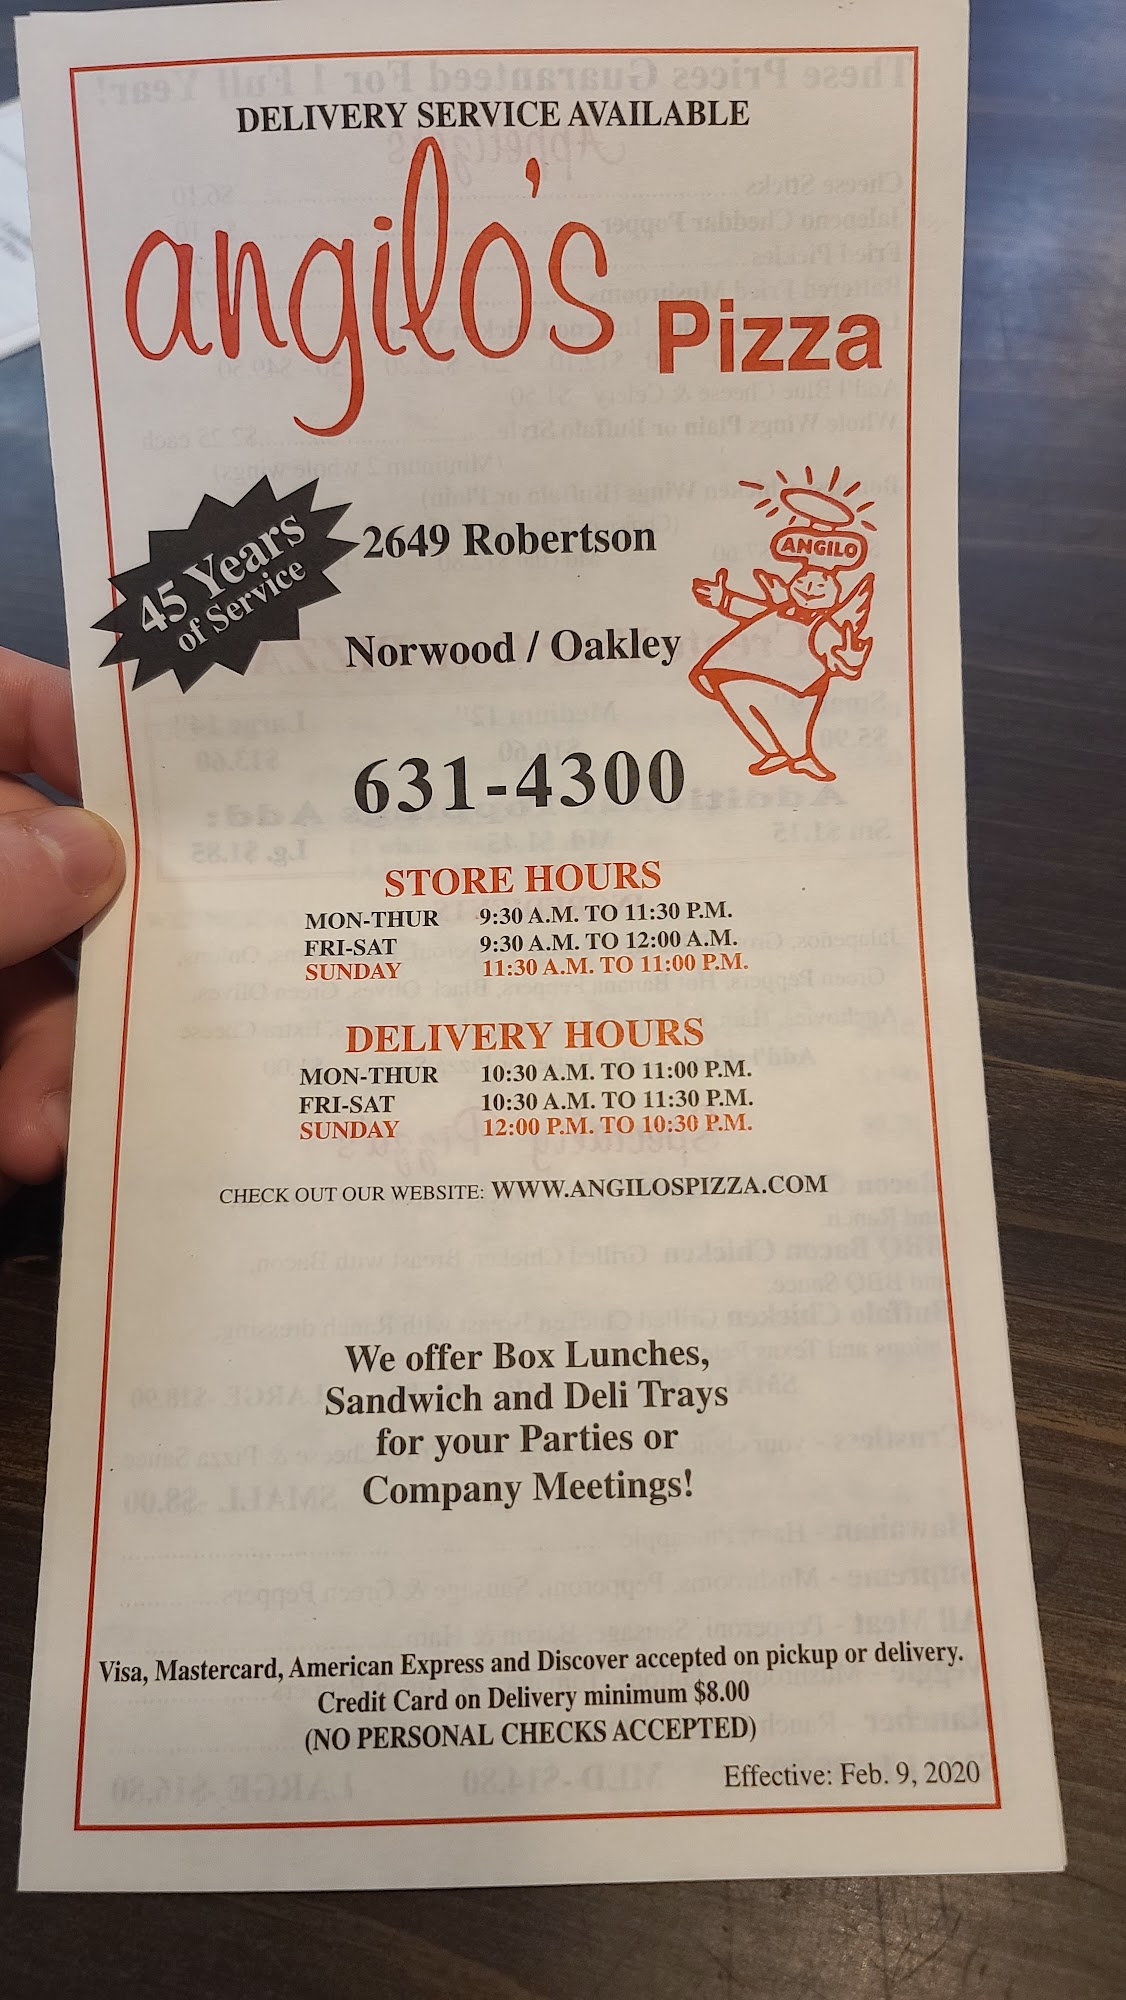 DELIVERY SERVICE AVAILABLE
angilo's Pizza
45 Years
of Service
2649 Robertson
ANGILO
Norwood / Oakley
631-4300
STORE HOURS
MON-THUR 9:30 A.M. TO 11:30 P.M.
FRI-SAT 9:30 A.M. TO 12:00 A.M.
SUNDAY 11:30 A.M. TO 11:00 P.M.
DELIVERY HOURS
MON-THUR 10:30 A.M. TO 11:00 P.M.
FRI-SAT 10:30 A.M. TO 11:30 P.M.
SUNDAY 12:00 P.M. TO 10:30 P.M.
CHECK OUT OUR WEBSITE: WWW.ANGILOSPIZZA.COM
We offer Box Lunches,
Sandwich and Deli Trays
for your Parties or
Company Meetings!
Visa, Mastercard, American Express and Discover accepted on pickup or delivery.
Credit Card on Delivery minimum $8.00
(NO PERSONAL CHECKS ACCEPTED)
Effective: Feb. 9, 2020